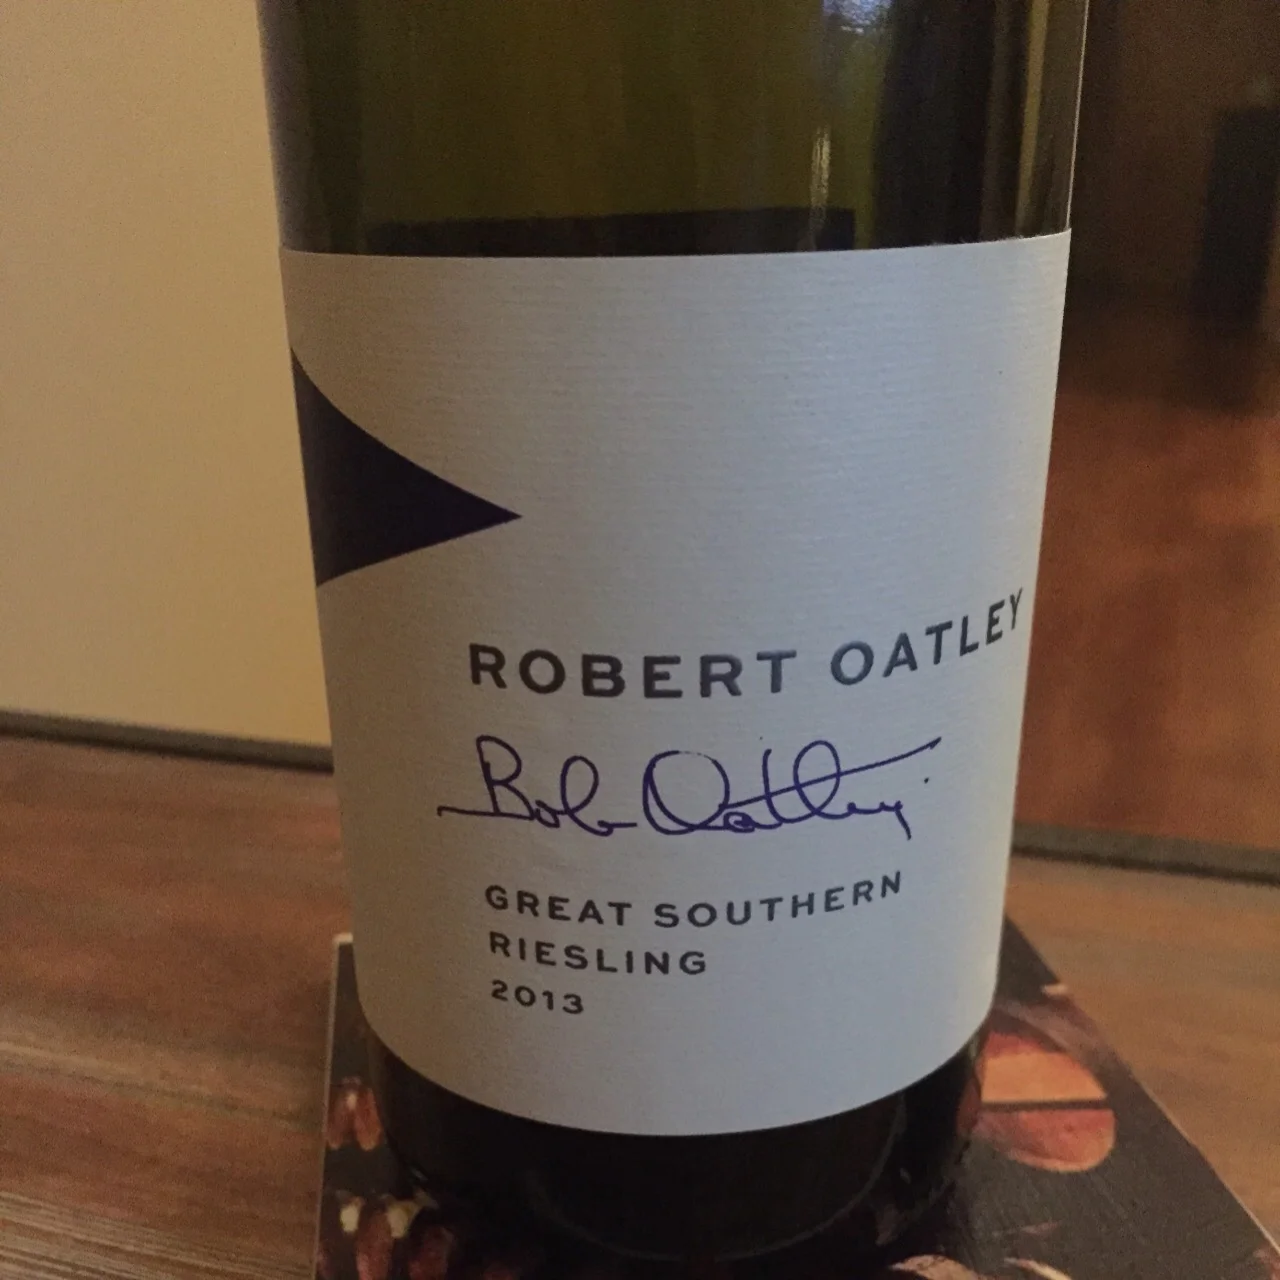 ROBERT OATLEY
Bob Oatley
GREAT SOUTHERN
RIESLING
2013